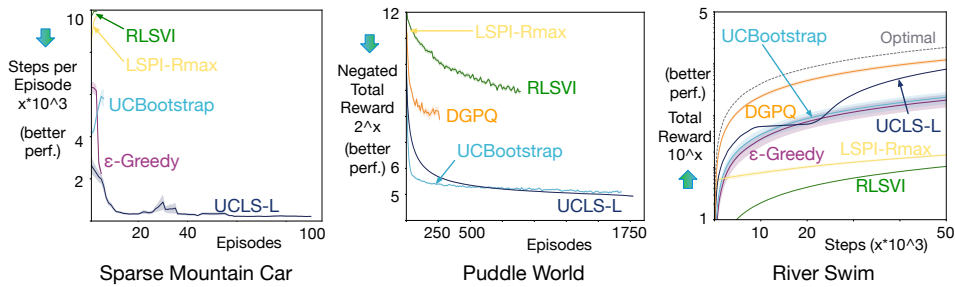 10
RLSVI
LSPI-Rmax
Steps per
Episode
x*10^3
UCBootstrap
(better
perf.)
4
ε-Greedy
2
UCLS-L
20
40
60
100
Episodes
Sparse Mountain Car
12
LSPI-Rmax
Negated
Total
Reward
2^x
RLSVI
DGPQ
(better
perf.)
UCBootstrap
6
5
UCLS-L
250
500
1750
Episodes
Puddle World
5
Optimal
UCBootstrap
(better
perf.)
DGPQ
Total
Reward
10^x
UCLS-L
ε-Greedy
LSPI-Rmax
RLSVI
1
10
30
50
Steps (x*10^3)
River Swim